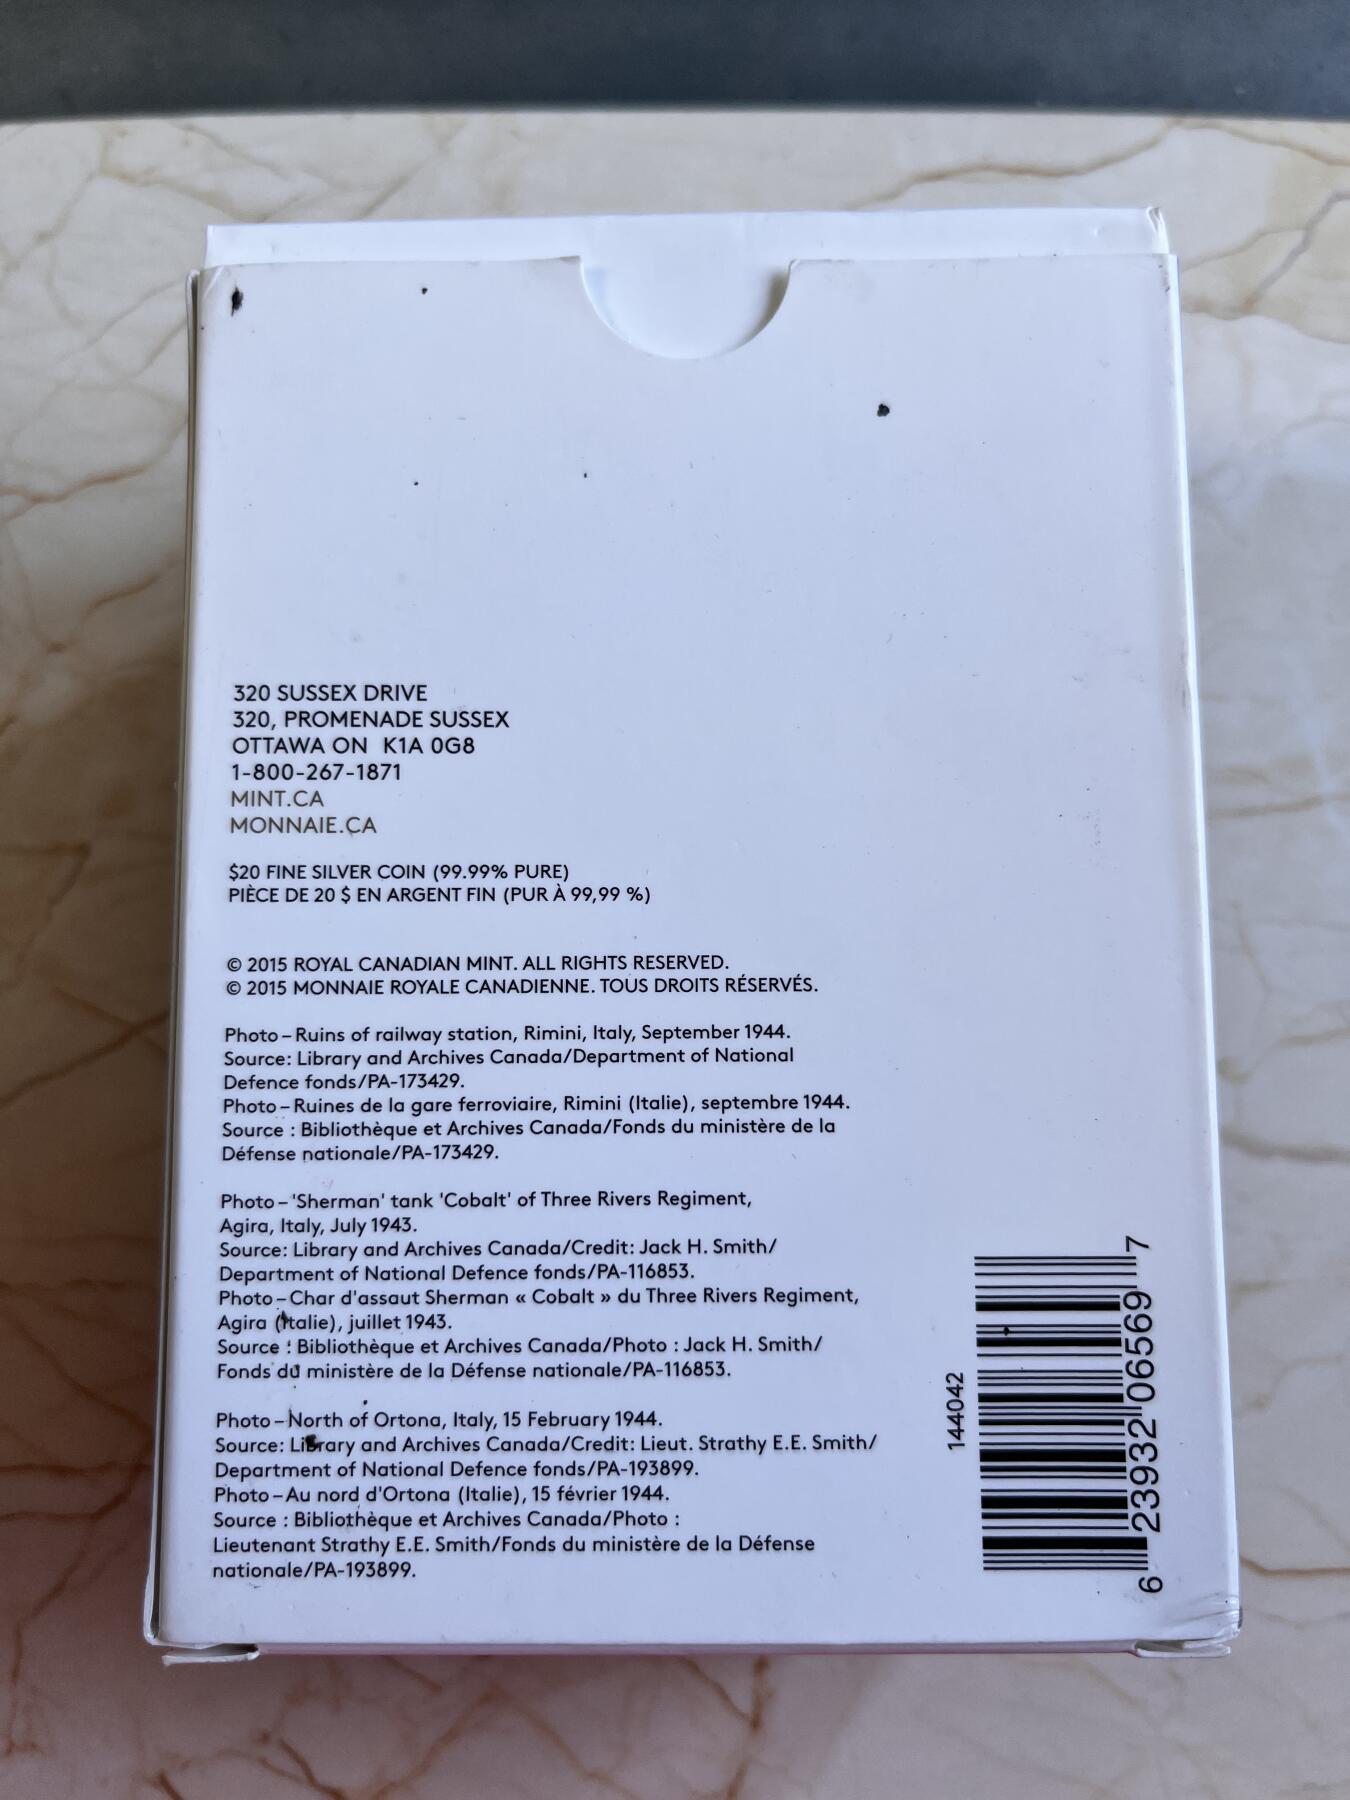 320 SUSSEX DRIVE
320, PROMENADE SUSSEX
OTTAWA ON K1A 0G8
1-800-267-1871
MINT.CA
MONNAIE.CA
$20 FINE SILVER COIN (99.99% PURE)
PIÈCE DE 20 $ EN ARGENT FIN (PUR À 99,99 %)
© 2015 ROYAL CANADIAN MINT. ALL RIGHTS RESERVED.
© 2015 MONNAIE ROYALE CANADIENNE. TOUS DROITS RÉSERVÉS.
Photo – Ruins of railway station, Rimini, Italy, September 1944.
Source: Library and Archives Canada/Department of National
Defence fonds/PA-173429.
Photo – Ruines de la gare ferroviaire, Rimini (Italie), septembre 1944.
Source : Bibliothèque et Archives Canada/Fonds du ministère de la
Défense nationale/PA-173429.
Photo – 'Sherman' tank 'Cobalt' of Three Rivers Regiment,
Agira, Italy, July 1943.
Source: Library and Archives Canada/Credit: Jack H. Smith/
Department of National Defence fonds/PA-116853.
Photo – Char d'assaut Sherman « Cobalt » du Three Rivers Regiment,
Agira (Italie), juillet 1943.
Source : Bibliothèque et Archives Canada/Photo : Jack H. Smith/
Fonds du ministère de la Défense nationale/PA-116853.
Photo – North of Ortona, Italy, 15 February 1944.
Source: Library and Archives Canada/Credit: Lieut. Strathy E.E. Smith/
Department of National Defence fonds/PA-193899.
Photo – Au nord d'Ortona (Italie), 15 février 1944.
Source : Bibliothèque et Archives Canada/Photo :
Lieutenant Strathy E.E. Smith/Fonds du ministère de la Défense
nationale/PA-193899.
144042
6 23932 06569 7